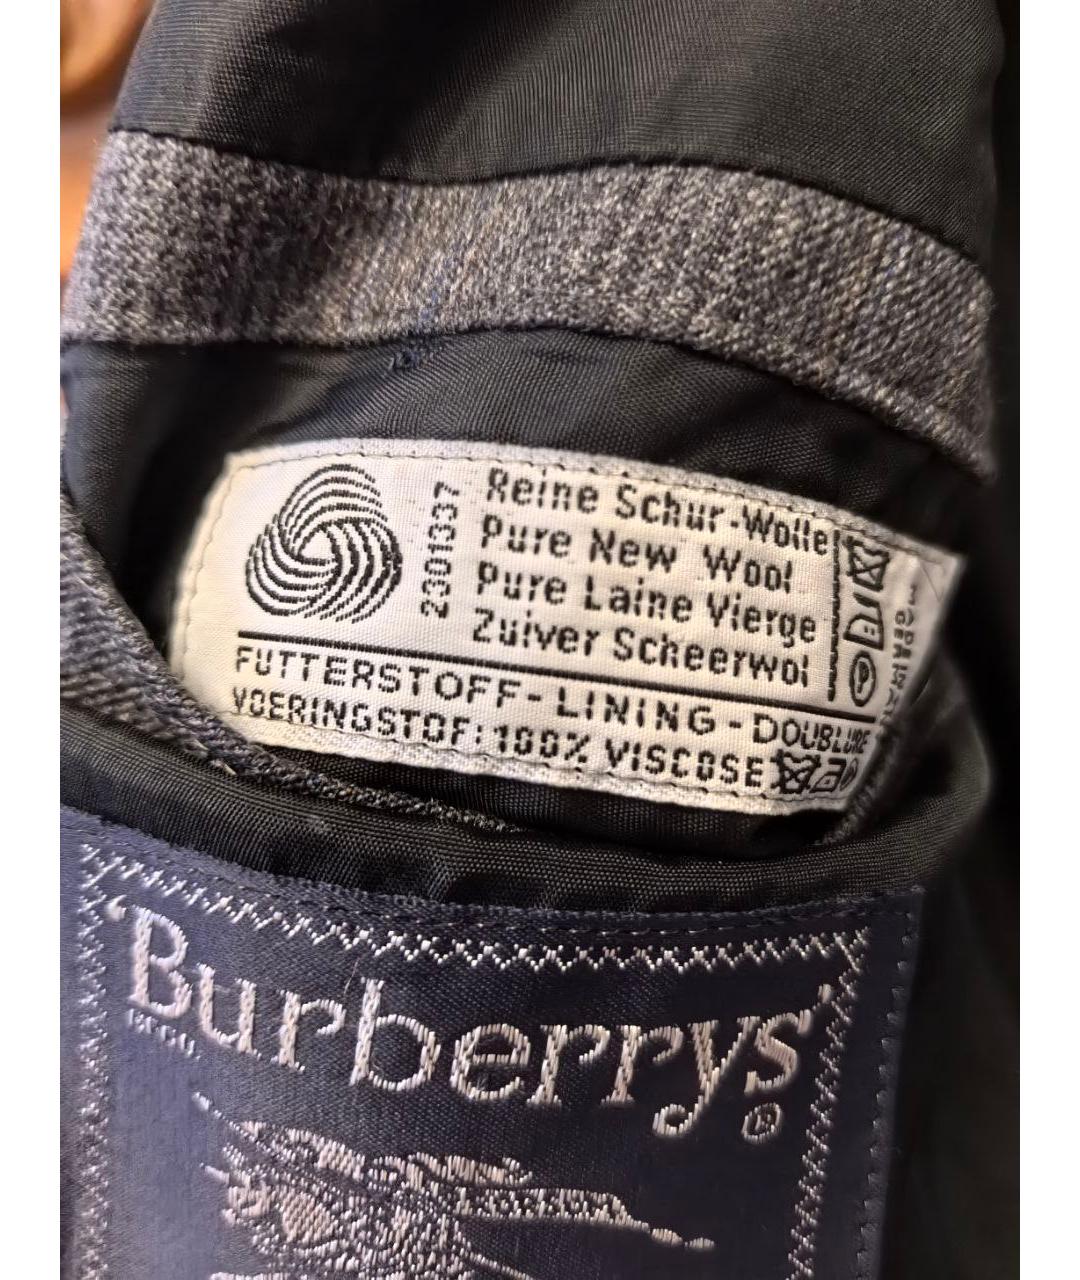 2301337
Reine Schur-Wolle
Pure New Wool
Pure Laine Vierge
Zuiver Scheerwol
FUTTERSTOFF-LINING-DOUBLURE
VOERINGSTOF:100% VISCOSE
'Burberrys'
REGD.
®